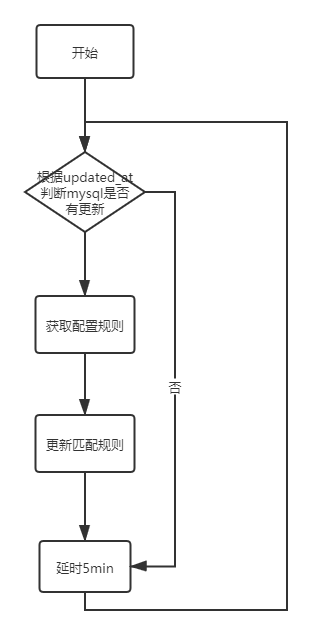 开始
根据updated_at
判断mysql是否
有更新
获取配置规则
否
更新匹配规则
延时5min